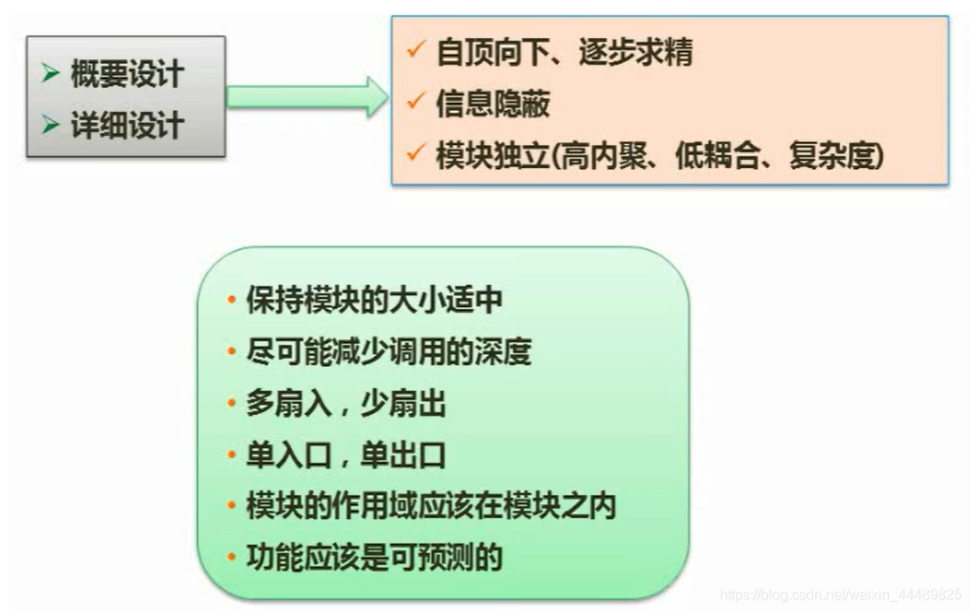 概要设计
详细设计
自顶向下、逐步求精
信息隐蔽
模块独立(高内聚、低耦合、复杂度)
保持模块的大小适中
尽可能减少调用的深度
多扇入，少扇出
单入口，单出口
模块的作用域应该在模块之内
功能应该是可预测的
https://blog.csdn.net/weixin_44489825